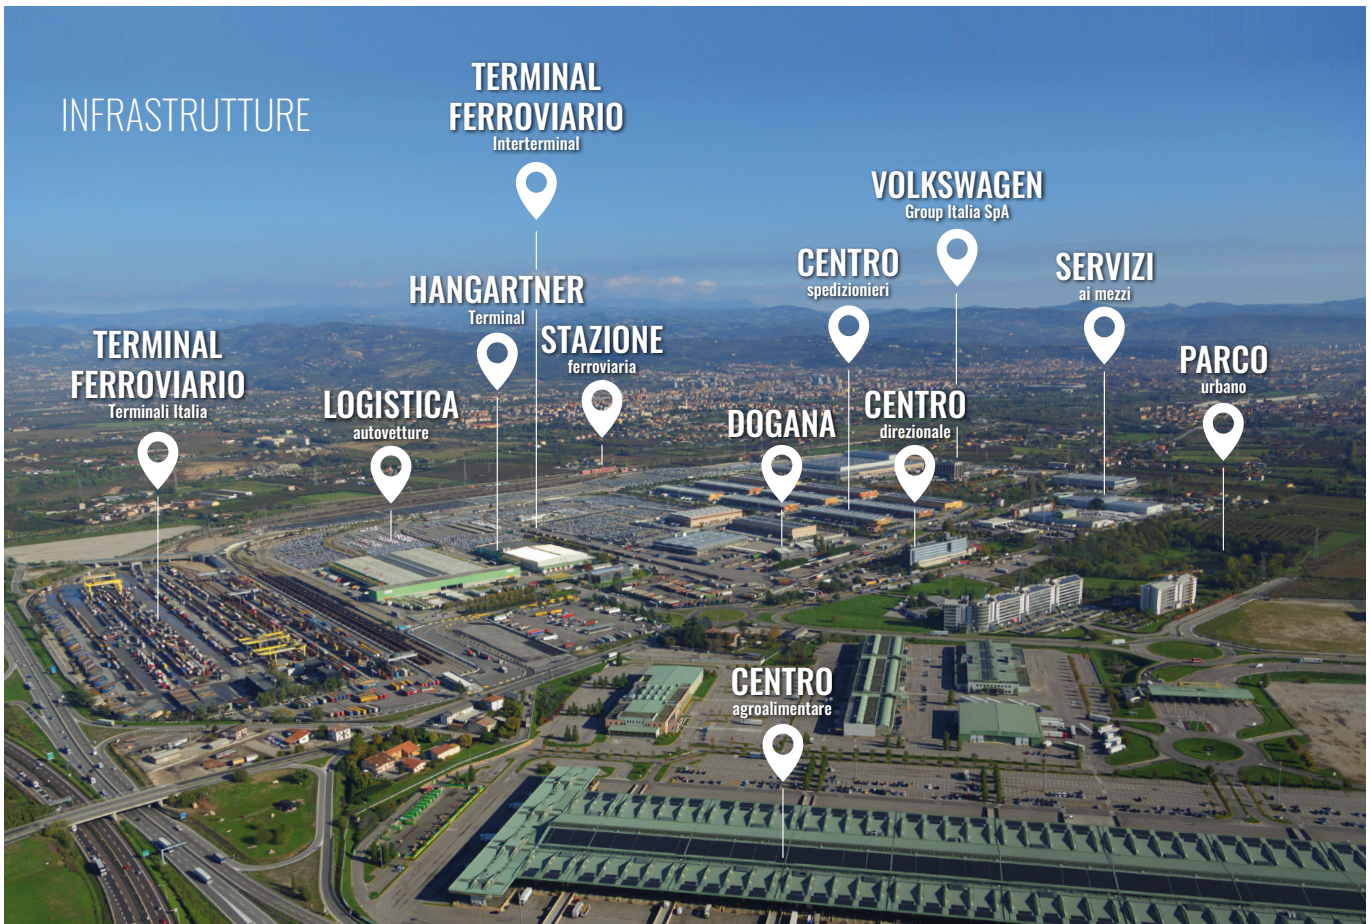 INFRASTRUTTURE
TERMINAL
FERROVIARIO
Interterminal
VOLKSWAGEN
Group Italia SpA
CENTRO
spedizionieri
SERVIZI
ai mezzi
HANGARTNER
Terminal
STAZIONE
ferroviaria
TERMINAL
FERROVIARIO
Terminali Italia
PARCO
urbano
LOGISTICA
autovetture
DOGANA
CENTRO
direzionale
CENTRO
agroalimentare